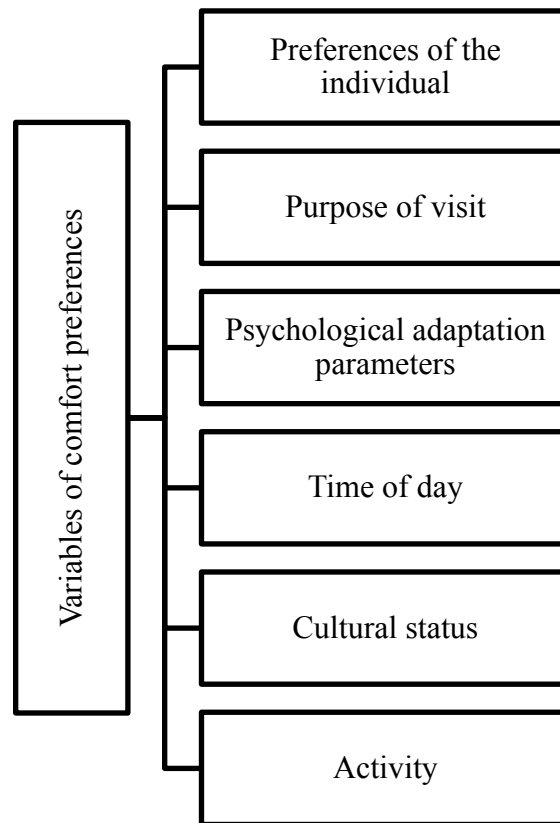 Variables of comfort preferences
Preferences of the
individual
Purpose of visit
Psychological adaptation
parameters
Time of day
Cultural status
Activity